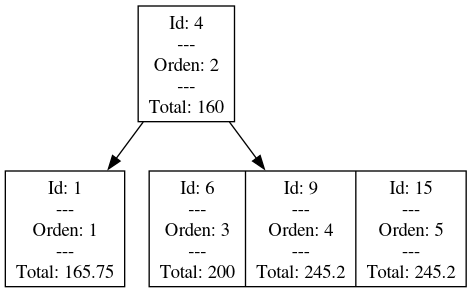 Id: 4
---
Orden: 2
---
Total: 160
Id: 1
---
Orden: 1
---
Total: 165.75
Id: 6
---
Orden: 3
---
Total: 200
Id: 9
---
Orden: 4
---
Total: 245.2
Id: 15
---
Orden: 5
---
Total: 245.2